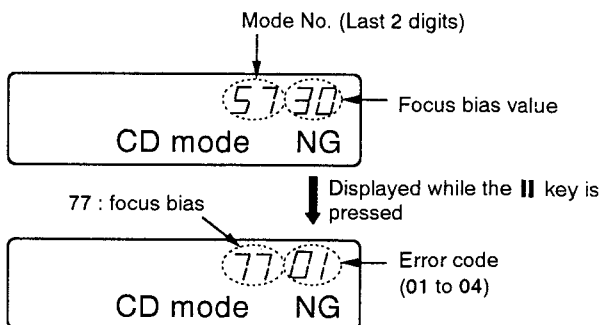 Mode No. (Last 2 digits)
57 30
Focus bias value
CD mode NG
Displayed while the II key is
pressed
77 : focus bias
77 01
Error code
(01 to 04)
CD mode NG